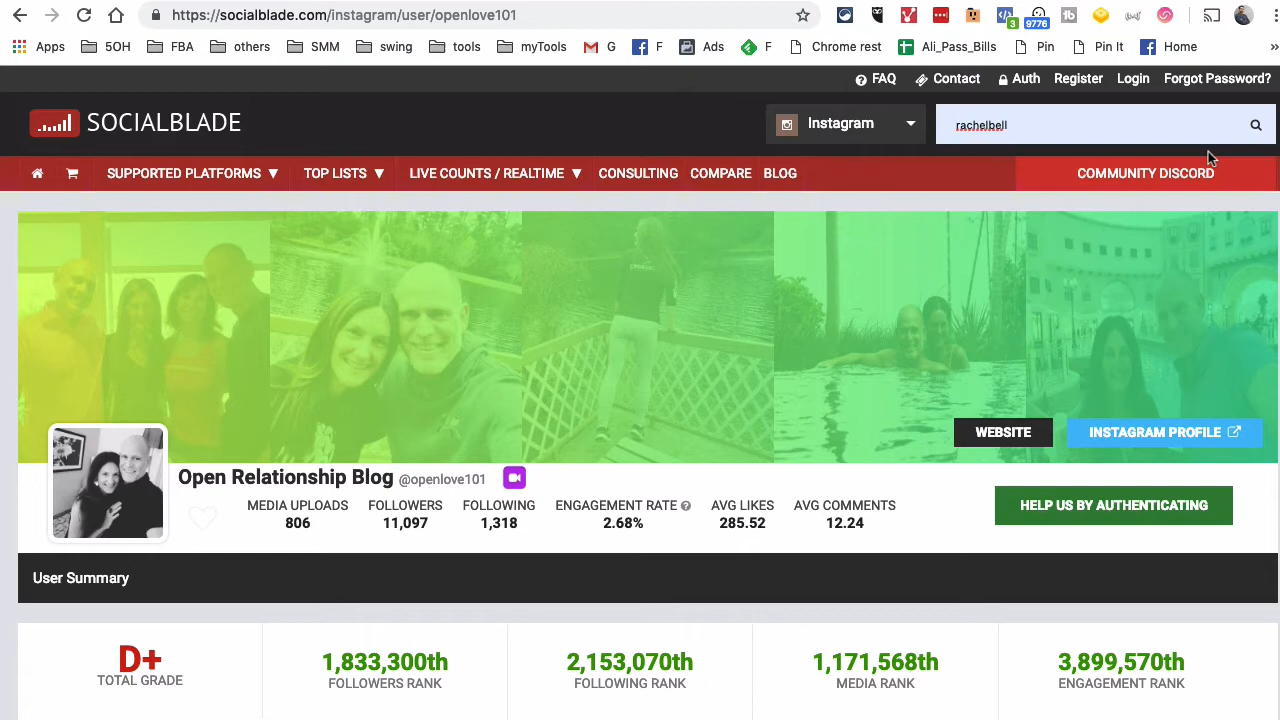 https://socialblade.com/instagram/user/openlove101
3
9776
Apps 5OH FBA others SMM swing tools myTools G F Ads F Chrome rest Ali_Pass_Bills Pin Pin It Home »
FAQ Contact Auth Register Login Forgot Password?
SOCIALBLADE
Instagram
rachelbell
SUPPORTED PLATFORMS ▼ TOP LISTS ▼ LIVE COUNTS / REALTIME ▼ CONSULTING COMPARE BLOG COMMUNITY DISCORD
WEBSITE
INSTAGRAM PROFILE
Open Relationship Blog @openlove101
MEDIA UPLOADS FOLLOWERS FOLLOWING ENGAGEMENT RATE AVG LIKES AVG COMMENTS
806 11,097 1,318 2.68% 285.52 12.24
HELP US BY AUTHENTICATING
User Summary
D+ 1,833,300th 2,153,070th 1,171,568th 3,899,570th
TOTAL GRADE FOLLOWERS RANK FOLLOWING RANK MEDIA RANK ENGAGEMENT RANK